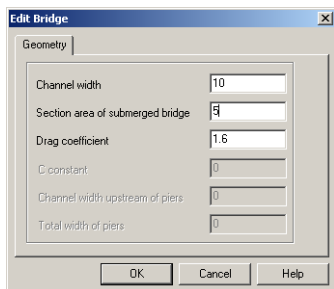 Edit Bridge
Geometry
Channel width 10
Section area of submerged bridge 5
Drag coefficient 1.6
C constant 0
Channel width upstream of piers 0
Total width of piers 0
OK Cancel Help